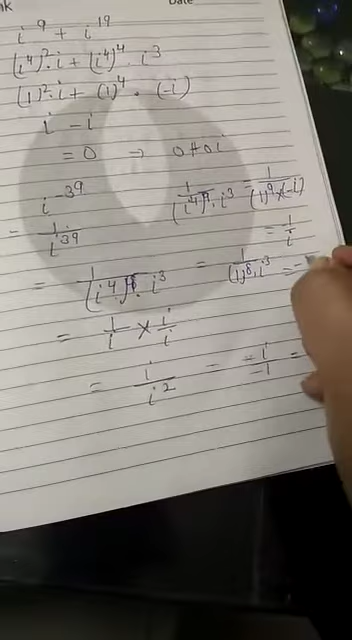 Date
i^9 + i^19
(i^4)^2 · i + (i^4)^4 · i^3
(1)^2 · i + (1)^4 · (-i)
i - i
= 0 ⇒ 0 + 0i
i^-39
= 1/i^39
1/((i^4)^9 · i^3) = 1/((1)^9 × (-i))
= 1/i
= 1/((i^4)^8 · i^3) = 1/((1)^8 · i^3) =
= 1/i × i/i
= i/i^2 = -i/-1 =